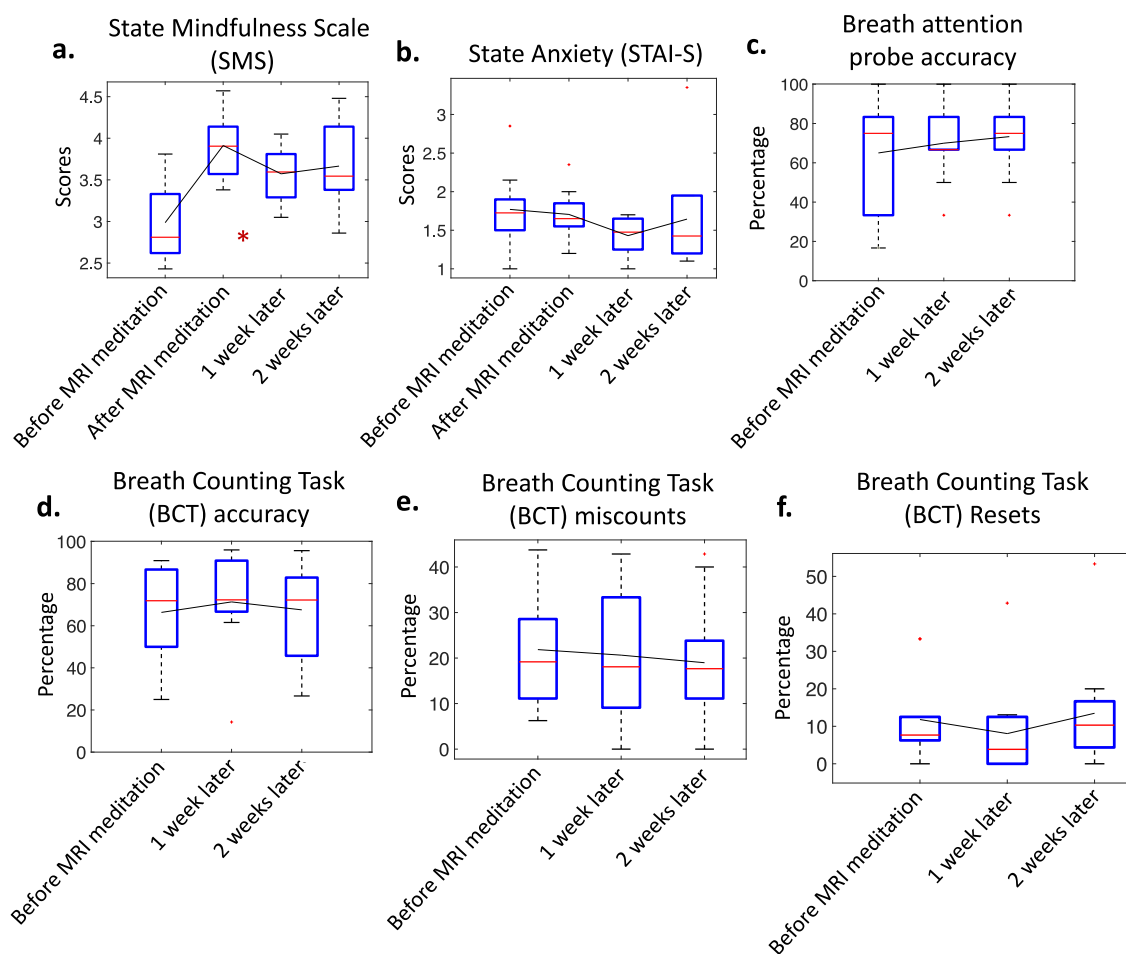 a.
State Mindfulness Scale
(SMS)
Scores
4.5
4
3.5
3
2.5
*
Before MRI meditation
After MRI meditation
1 week later
2 weeks later
b.
State Anxiety (STAI-S)
Scores
3
2.5
2
1.5
1
Before MRI meditation
After MRI meditation
1 week later
2 weeks later
c.
Breath attention
probe accuracy
Percentage
100
80
60
40
20
0
Before MRI meditation
1 week later
2 weeks later
d.
Breath Counting Task
(BCT) accuracy
Percentage
100
80
60
40
20
0
Before MRI meditation
1 week later
2 weeks later
e.
Breath Counting Task
(BCT) miscounts
Percentage
40
30
20
10
0
Before MRI meditation
1 week later
2 weeks later
f.
Breath Counting Task
(BCT) Resets
Percentage
50
40
30
20
10
0
Before MRI meditation
1 week later
2 weeks later